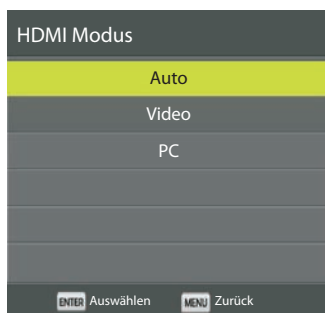 HDMI Modus
Auto
Video
PC
ENTER Auswählen MENU Zurück